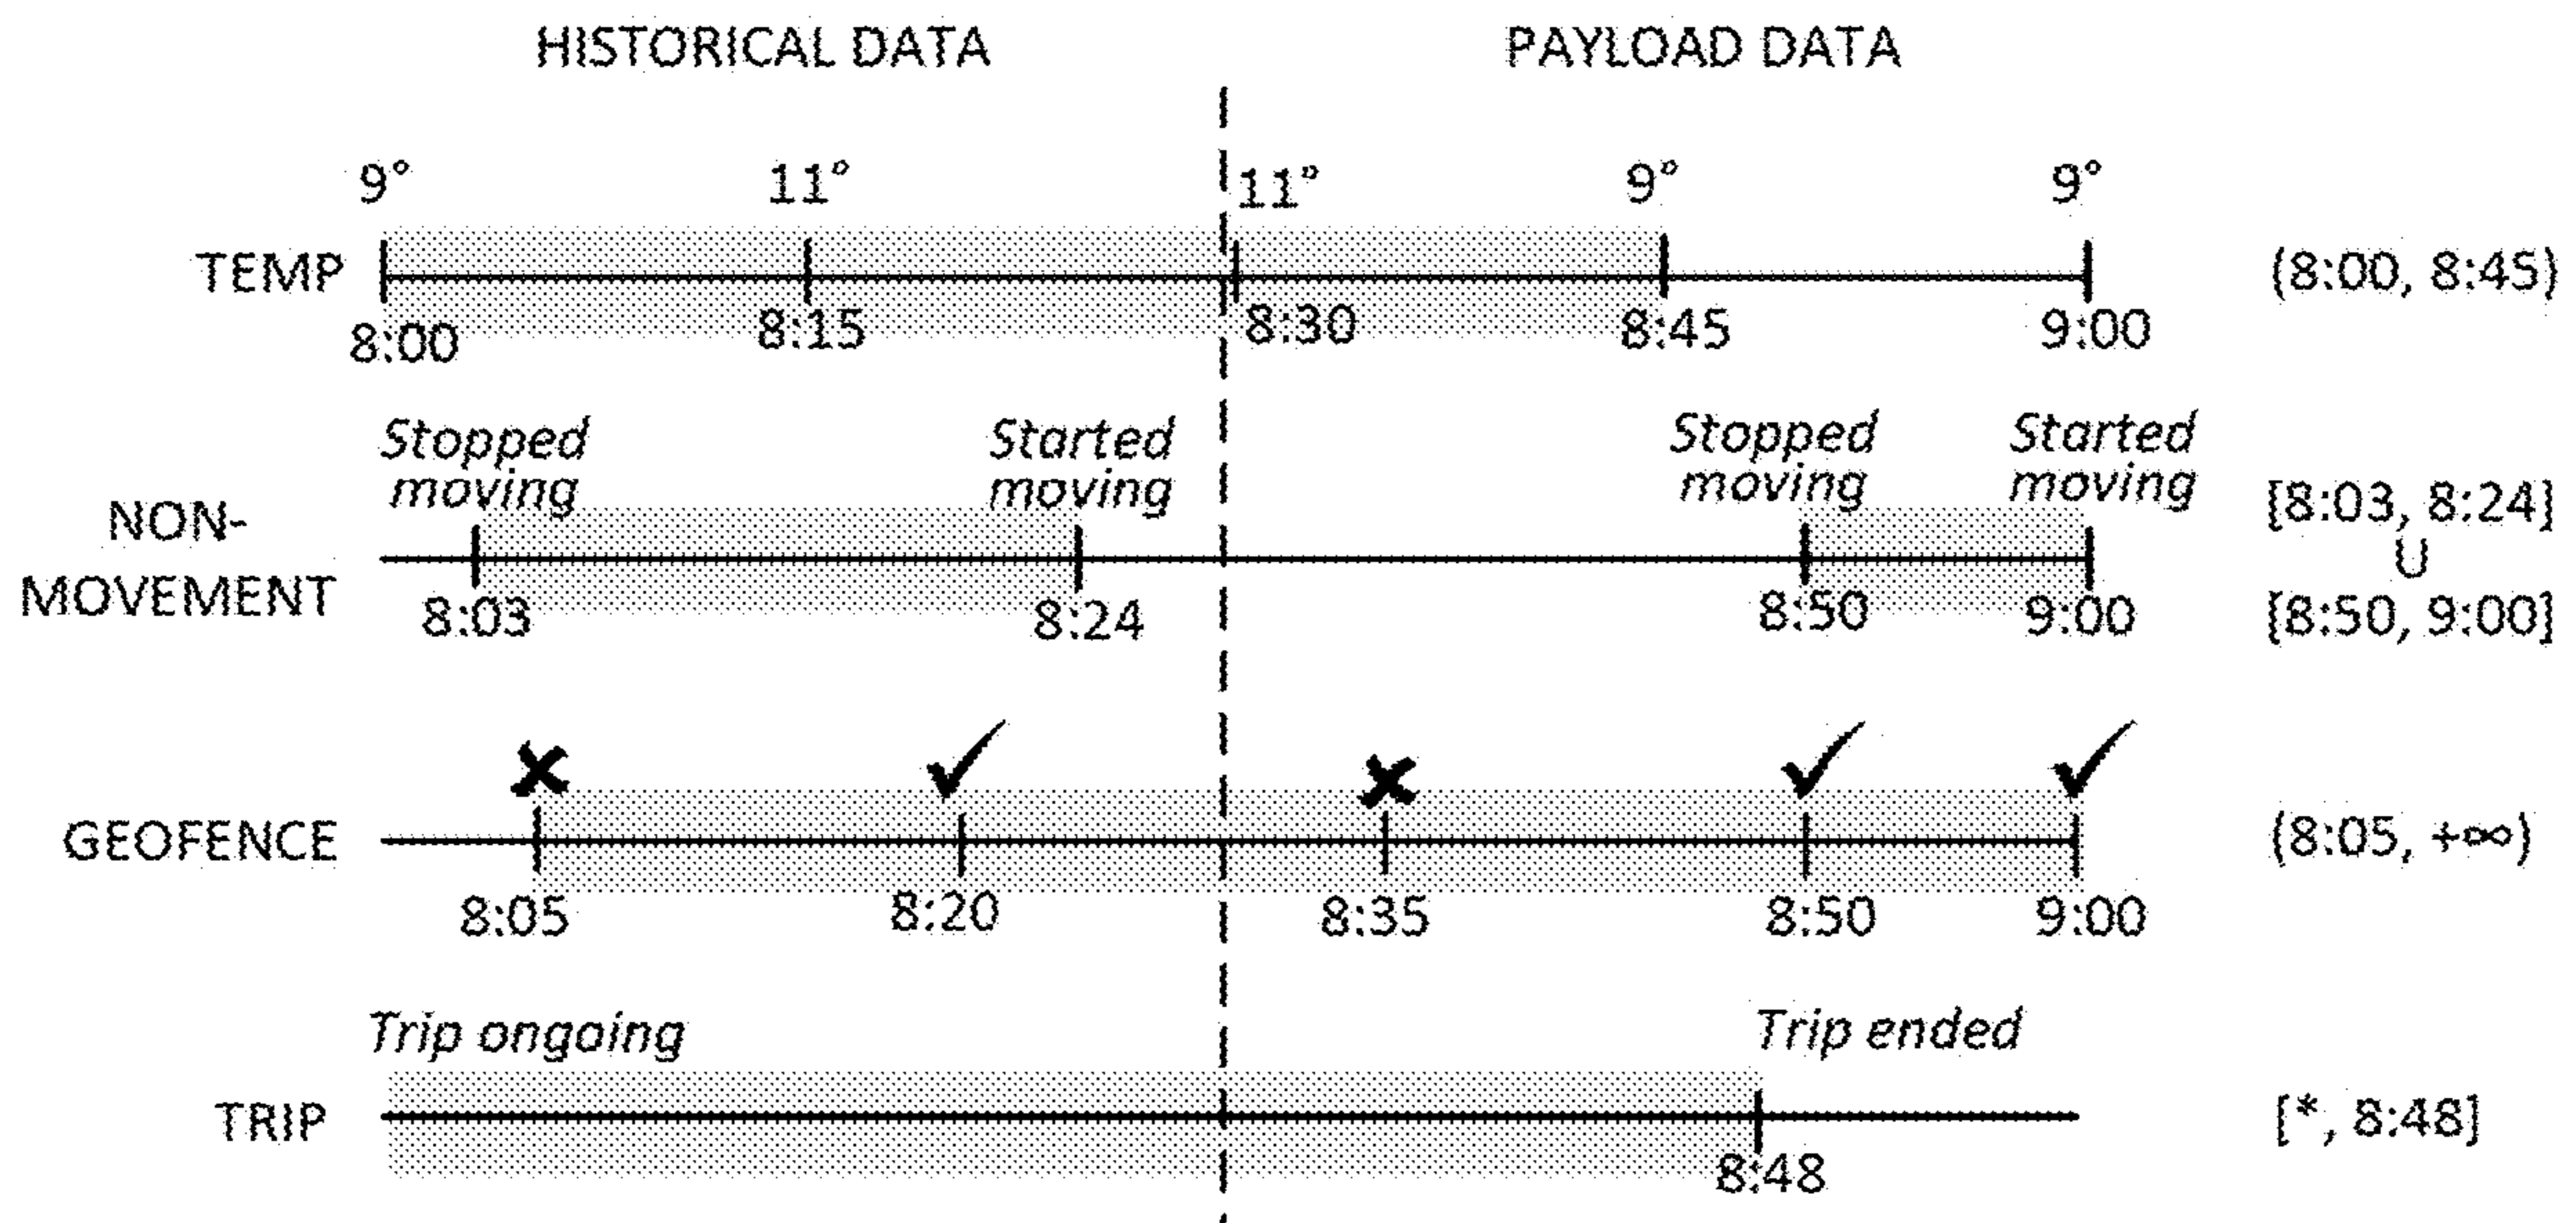 HISTORICAL DATA PAYLOAD DATA
9° 11° 11° 9° 9°
TEMP (8:00, 8:45)
8:00 8:15 8:30 8:45 9:00
Stopped moving Started moving Stopped moving Started moving
NON-MOVEMENT [8:03, 8:24] ∪ [8:50, 9:00]
8:03 8:24 8:50 9:00
GEOFENCE (8:05, +∞)
8:05 8:20 8:35 8:50 9:00
Trip ongoing Trip ended
TRIP [*, 8:48]
8:48